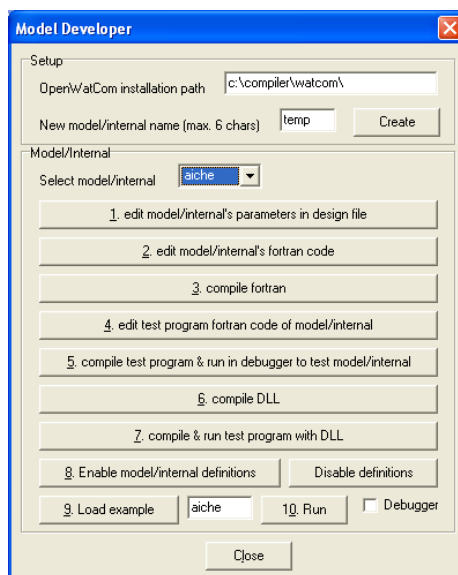 Model Developer
Setup
OpenWatCom installation path c:\compiler\watcom\
New model/internal name (max. 6 chars) temp Create
Model/Internal
Select model/internal aiche
1. edit model/internal's parameters in design file
2. edit model/internal's fortran code
3. compile fortran
4. edit test program fortran code of model/internal
5. compile test program & run in debugger to test model/internal
6. compile DLL
7. compile & run test program with DLL
8. Enable model/internal definitions Disable definitions
9. Load example aiche 10. Run Debugger
Close